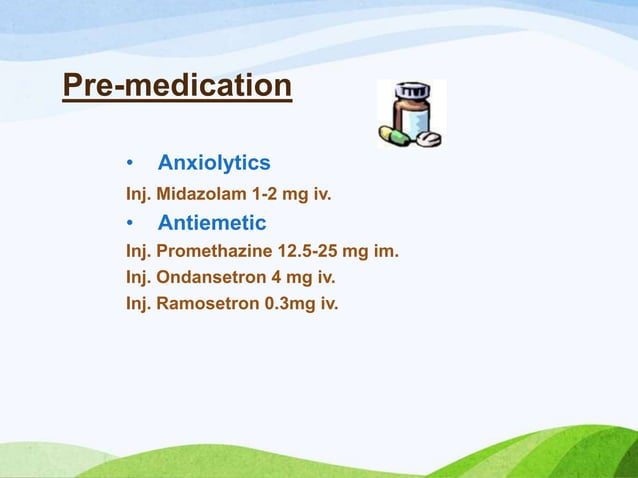 Pre-medication
• Anxiolytics
Inj. Midazolam 1-2 mg iv.
• Antiemetic
Inj. Promethazine 12.5-25 mg im.
Inj. Ondansetron 4 mg iv.
Inj. Ramosetron 0.3mg iv.